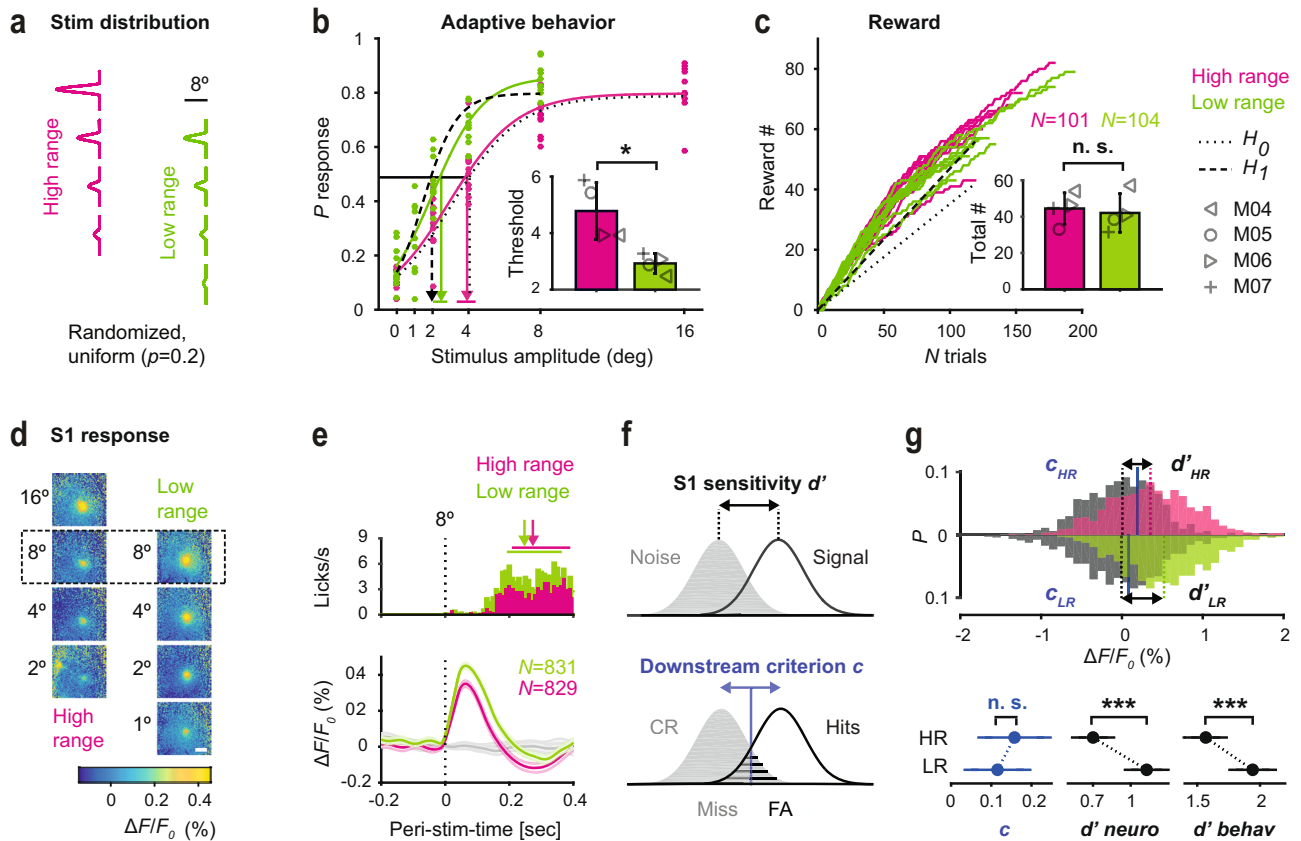 a Stim distribution
8º
High range
Low range
Randomized,
uniform (p=0.2)
b Adaptive behavior
P response
1
0.8
0.6
0.4
0.2
0
0 1 2 4 8 16
Stimulus amplitude (deg)
*
Threshold
6
4
2
c Reward
Reward #
80
60
40
20
0
0 50 100 150 200
N trials
N=101 N=104
n. s.
Total #
60
40
20
0
High range
Low range
H0
H1
M04
M05
M06
M07
d S1 response
16º
Low
range
8º 8º
4º 4º
2º 2º
High
range
1º
0 0.2 0.4
ΔF/F0 (%)
e
High range
Low range
8º
Licks/s
9
6
3
0
N=831
N=829
ΔF/F0 (%)
0.4
0.2
0
-0.2
-0.2 0 0.2 0.4
Peri-stim-time [sec]
f
S1 sensitivity d’
Noise Signal
Downstream criterion c
CR Hits
Miss FA
g
cHR d’HR
cLR d’LR
P
0.1
0
0.1
-2 -1 0 1 2
ΔF/F0 (%)
n. s. *** ***
HR
LR
0 0.1 0.2 0.7 1 1.5 2
c d’ neuro d’ behav